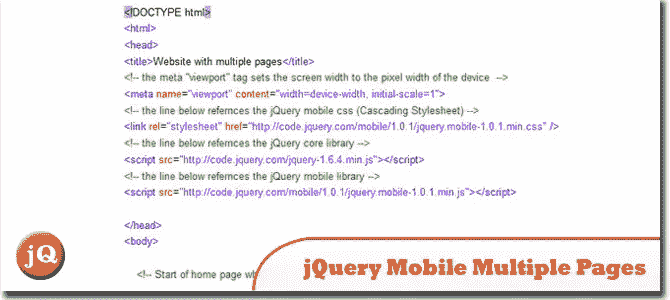 <!DOCTYPE html>
<html>
<head>
<title>Website with multiple pages</title>
<!-- the meta "viewport" tag sets the screen width to the pixel width of the device -->
<meta name="viewport" content="width=device-width, initial-scale=1">
<!-- the line below refernces the jQuery mobile css (Cascading Stylesheet) -->
<link rel="stylesheet" href="http://code.jquery.com/mobile/1.0.1/jquery.mobile-1.0.1.min.css" />
<!-- the line below refernces the jQuery core library -->
<script src="http://code.jquery.com/jquery-1.6.4.min.js"></script>
<!-- the line below refernces the jQuery mobile library -->
<script src="http://code.jquery.com/mobile/1.0.1/jquery.mobile-1.0.1.min.js"></script>
</head>
<body>
<!-- Start of home page
jQ
jQuery Mobile Multiple Pages